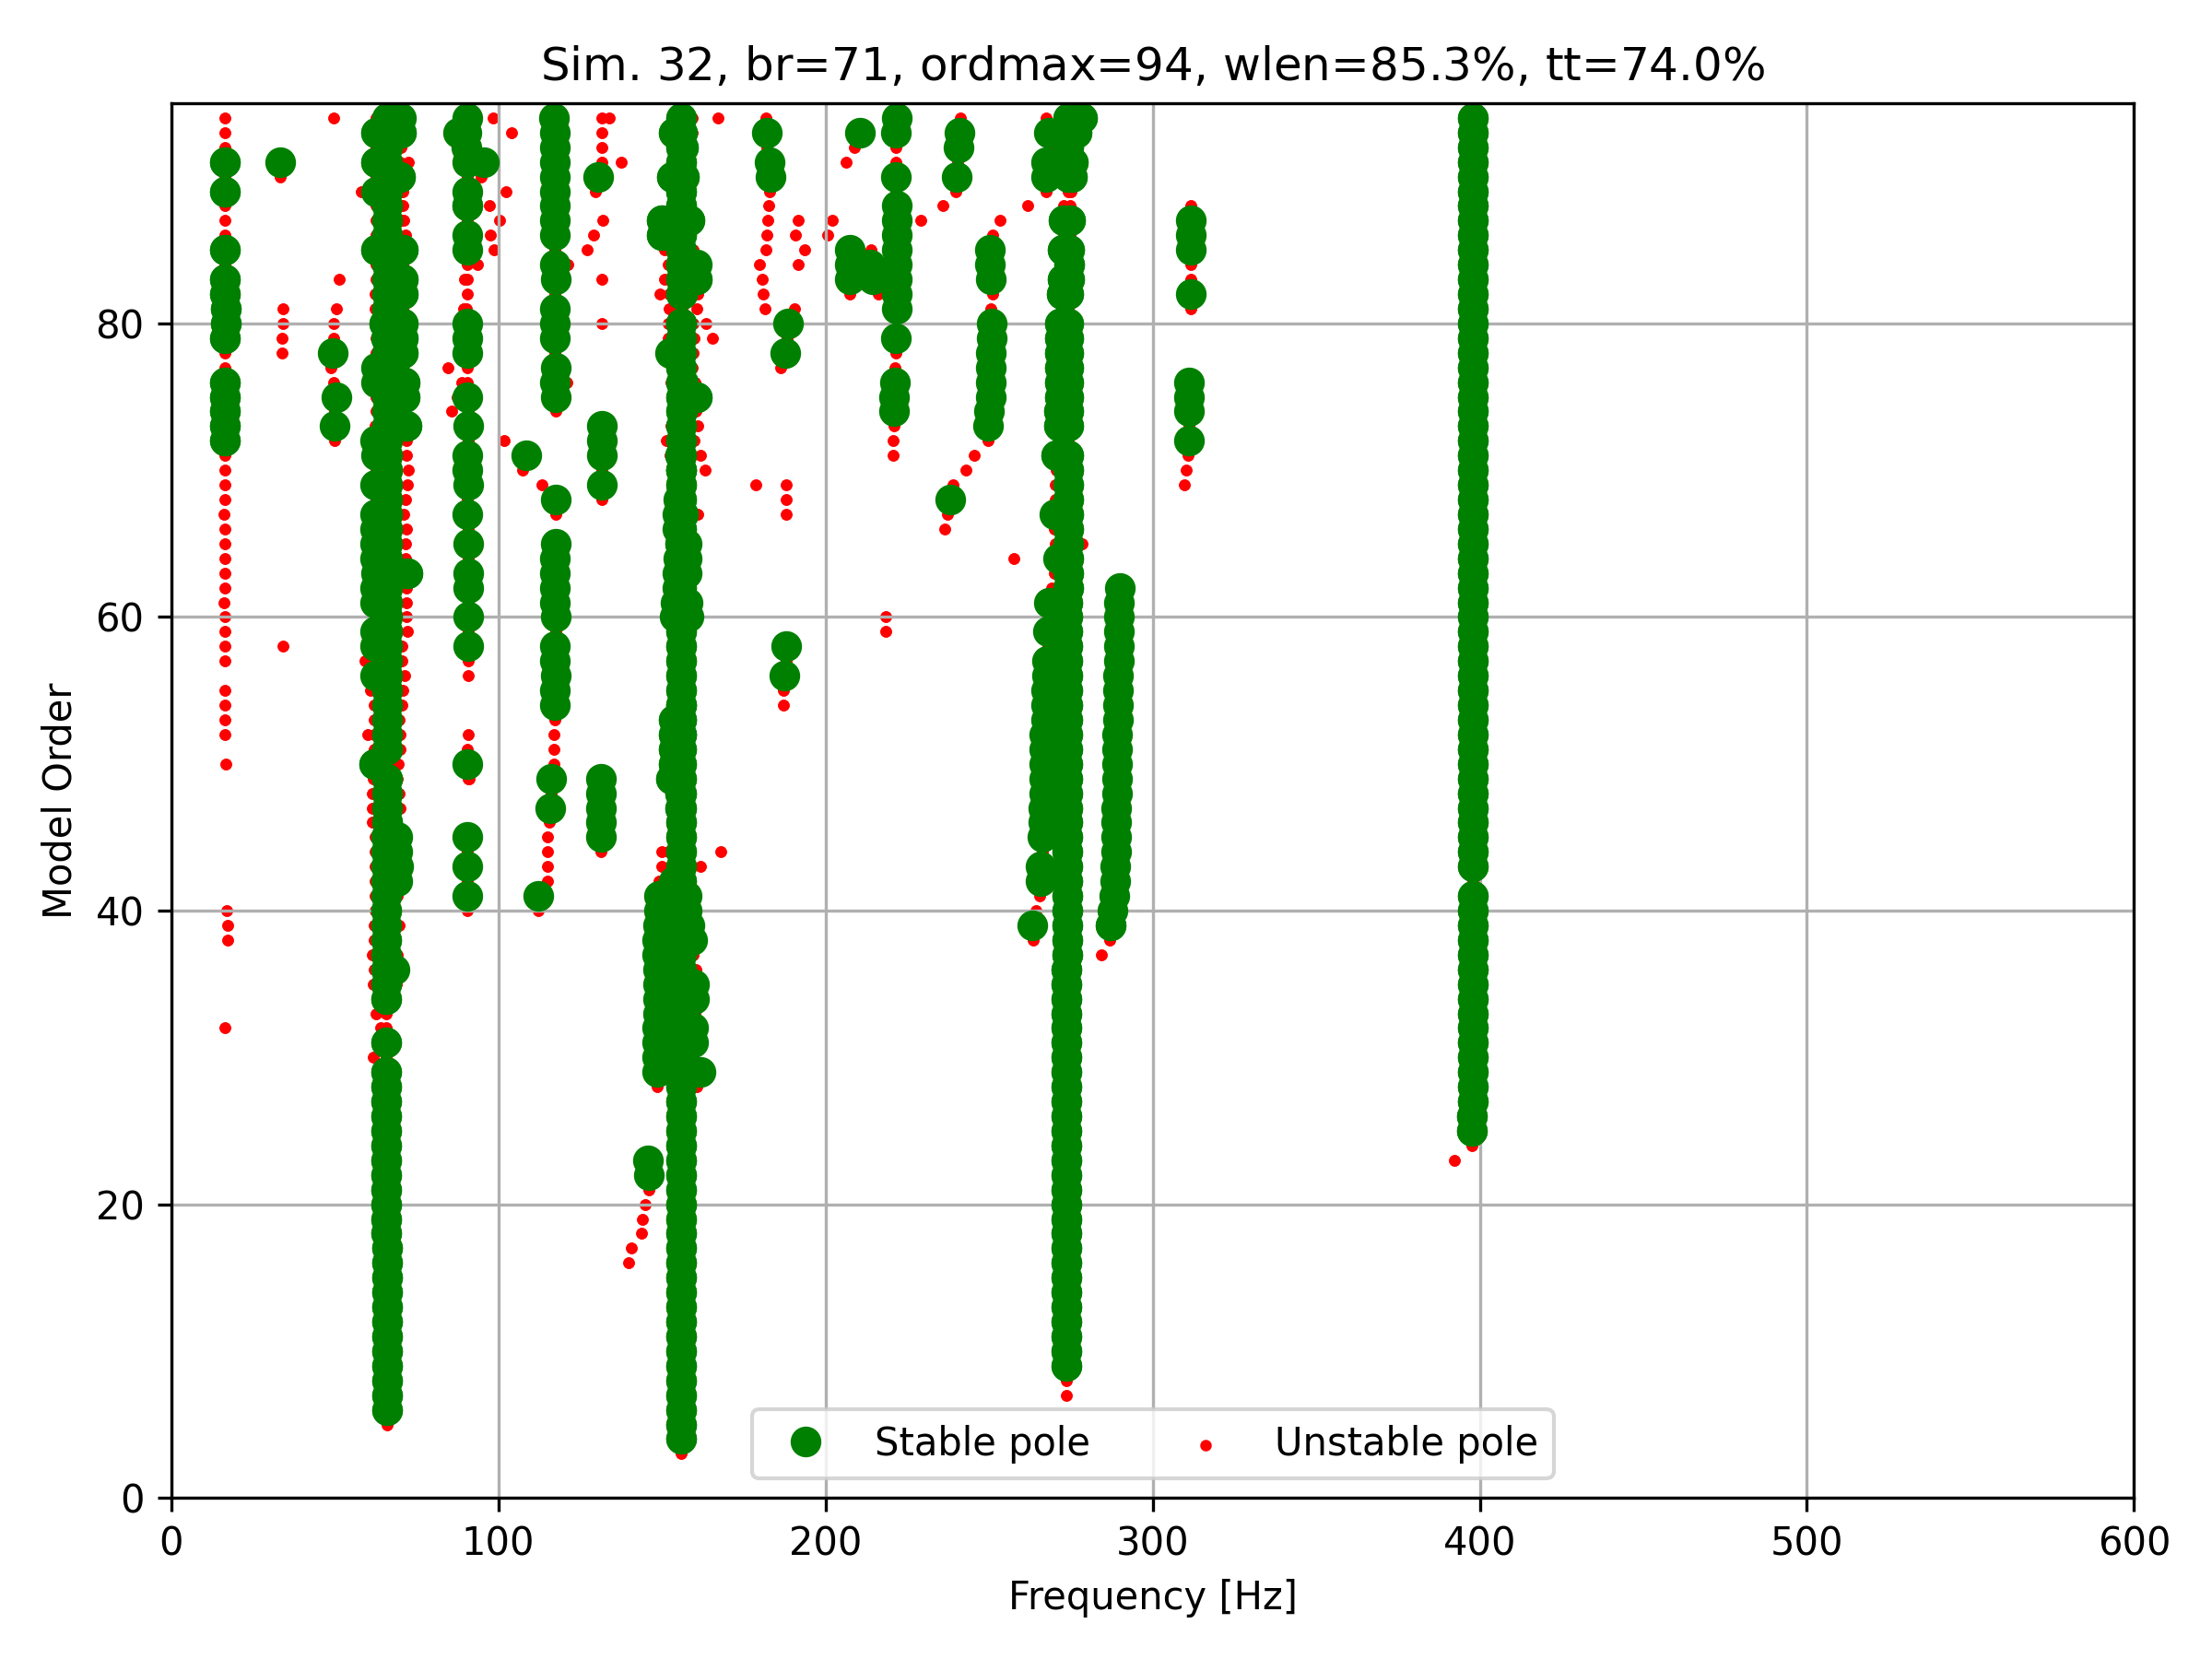 Sim. 32, br=71, ordmax=94, wlen=85.3%, tt=74.0%
Model Order
80
60
40
20
0
Stable pole
Unstable pole
0 100 200 300 400 500 600
Frequency [Hz]